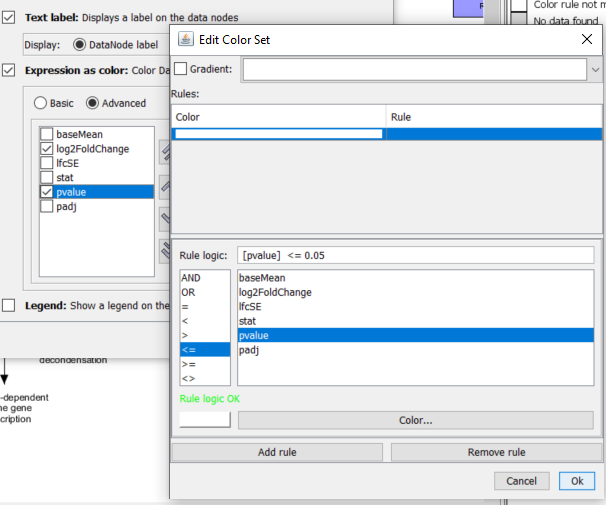 Text label: Displays a label on the data nodes
Display: DataNode label
Expression as color: Color Da
Basic Advanced
baseMean
log2FoldChange
lfcSE
stat
pvalue
padj
Legend: Show a legend on the
decondensation
-dependent
ne gene
cription
Color rule not m
No data found
Edit Color Set
Gradient:
Rules:
Color Rule
Rule logic: [pvalue] <= 0.05
AND
OR
=
<
>
<=
>=
<>
baseMean
log2FoldChange
lfcSE
stat
pvalue
padj
Rule logic OK
Color...
Add rule Remove rule
Cancel Ok